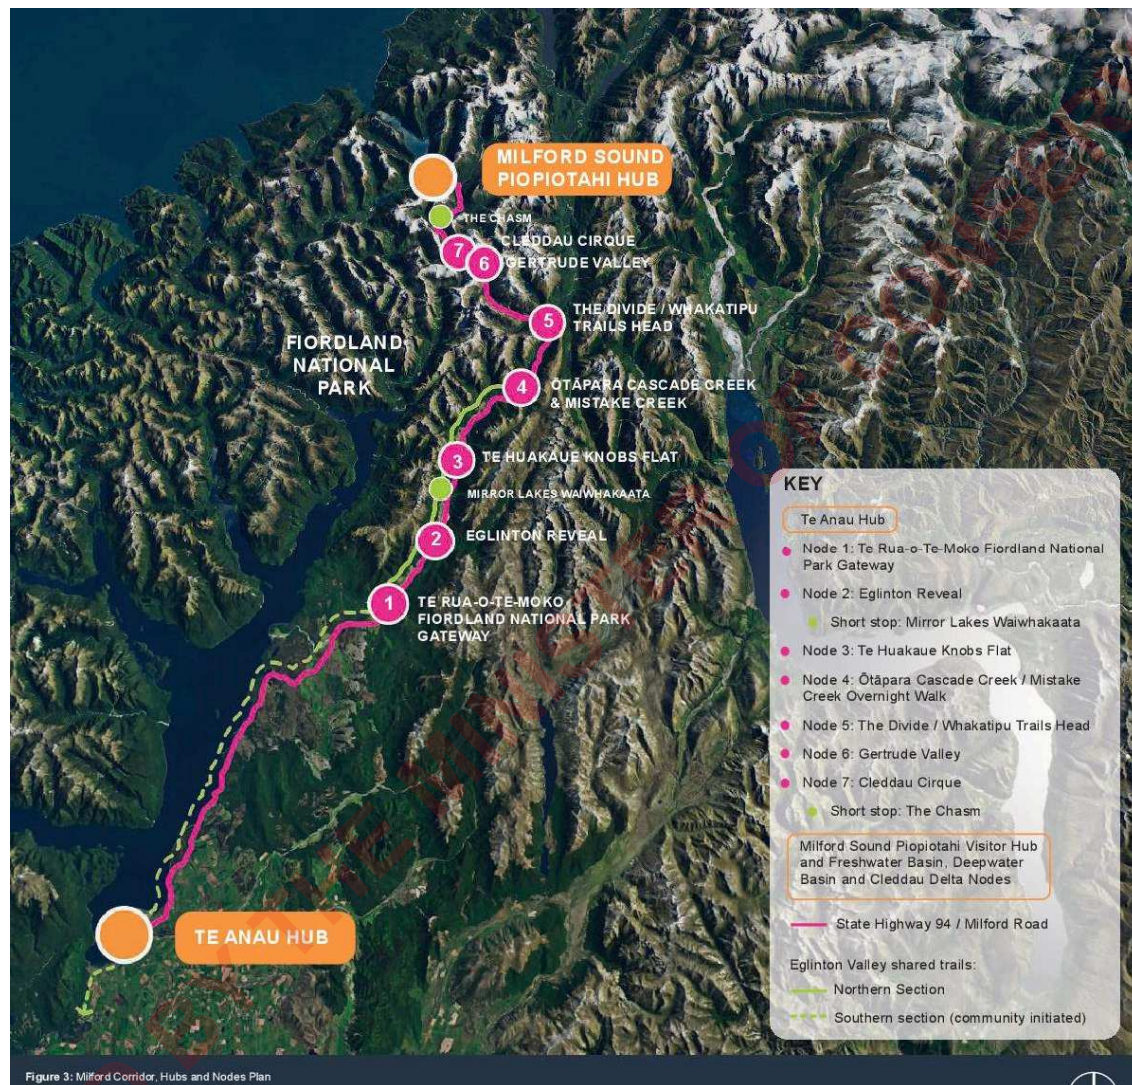 MILFORD SOUND
PIOPIOTAHI HUB
THE CHASM
7
CLEDDAU CIRQUE
6
GERTRUDE VALLEY
5
THE DIVIDE / WHAKATIPU
TRAILS HEAD
FIORDLAND
NATIONAL
PARK
4
ŌTĀPARA CASCADE CREEK
& MISTAKE CREEK
3
TE HUAKAUE KNOBS FLAT
MIRROR LAKES WAIWHAKAATA
2
EGLINTON REVEAL
1
TE RUA-O-TE-MOKO
FIORDLAND NATIONAL PARK
GATEWAY
TE ANAU HUB
KEY
Te Anau Hub
Node 1: Te Rua-o-Te-Moko Fiordland National
Park Gateway
Node 2: Eglinton Reveal
Short stop: Mirror Lakes Waiwhakaata
Node 3: Te Huakaue Knobs Flat
Node 4: Ōtāpara Cascade Creek / Mistake
Creek Overnight Walk
Node 5: The Divide / Whakatipu Trails Head
Node 6: Gertrude Valley
Node 7: Cleddau Cirque
Short stop: The Chasm
Milford Sound Piopiotahi Visitor Hub
and Freshwater Basin, Deepwater
Basin and Cleddau Delta Nodes
State Highway 94 / Milford Road
Eglinton Valley shared trails:
Northern Section
Southern section (community initiated)
Figure 3: Milford Corridor, Hubs and Nodes Plan
BY THE MINISTER OF CONSER